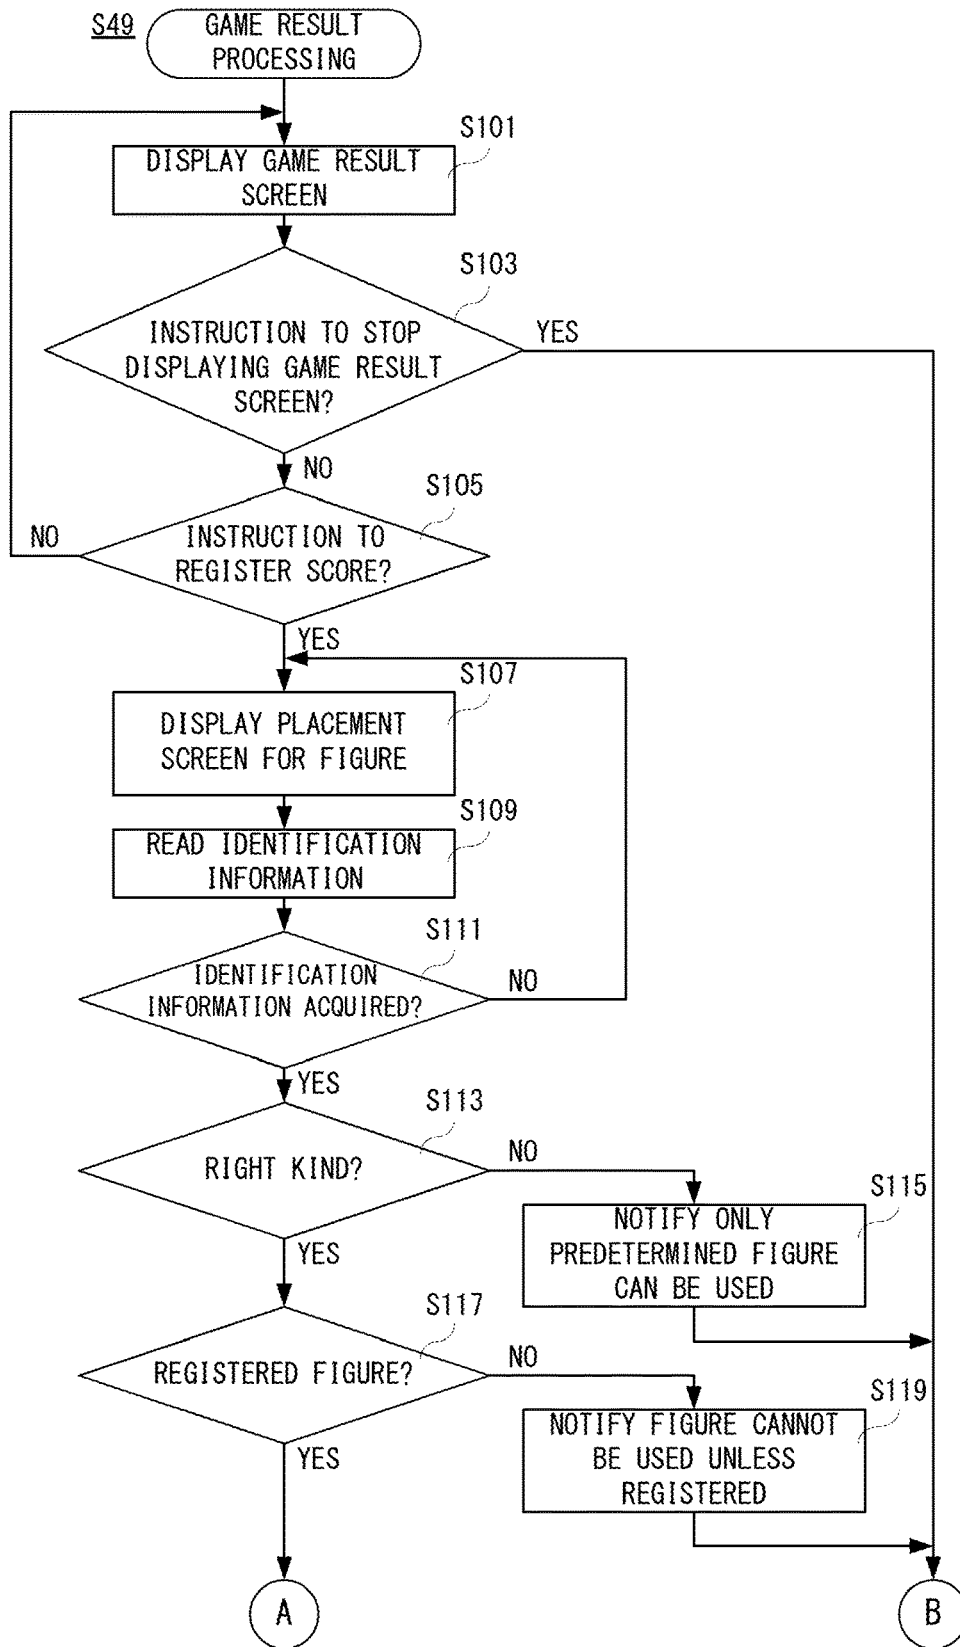 S49
GAME RESULT
PROCESSING
S101
DISPLAY GAME RESULT
SCREEN
S103
INSTRUCTION TO STOP
DISPLAYING GAME RESULT
SCREEN?
YES
NO
S105
NO
INSTRUCTION TO
REGISTER SCORE?
YES
S107
DISPLAY PLACEMENT
SCREEN FOR FIGURE
S109
READ IDENTIFICATION
INFORMATION
S111
IDENTIFICATION
INFORMATION ACQUIRED?
NO
YES
S113
RIGHT KIND?
NO
S115
NOTIFY ONLY
PREDETERMINED FIGURE
CAN BE USED
YES
S117
REGISTERED FIGURE?
NO
S119
NOTIFY FIGURE CANNOT
BE USED UNLESS
REGISTERED
YES
A
B